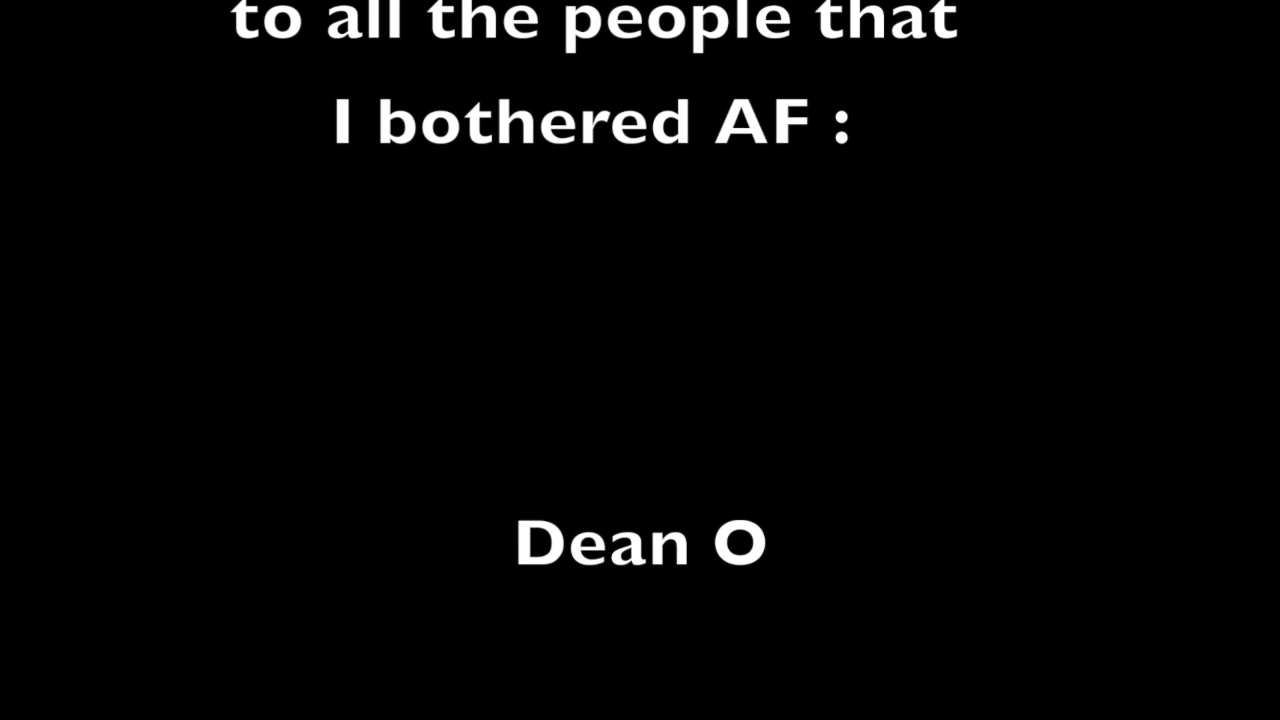 to all the people that
I bothered AF :
Dean O